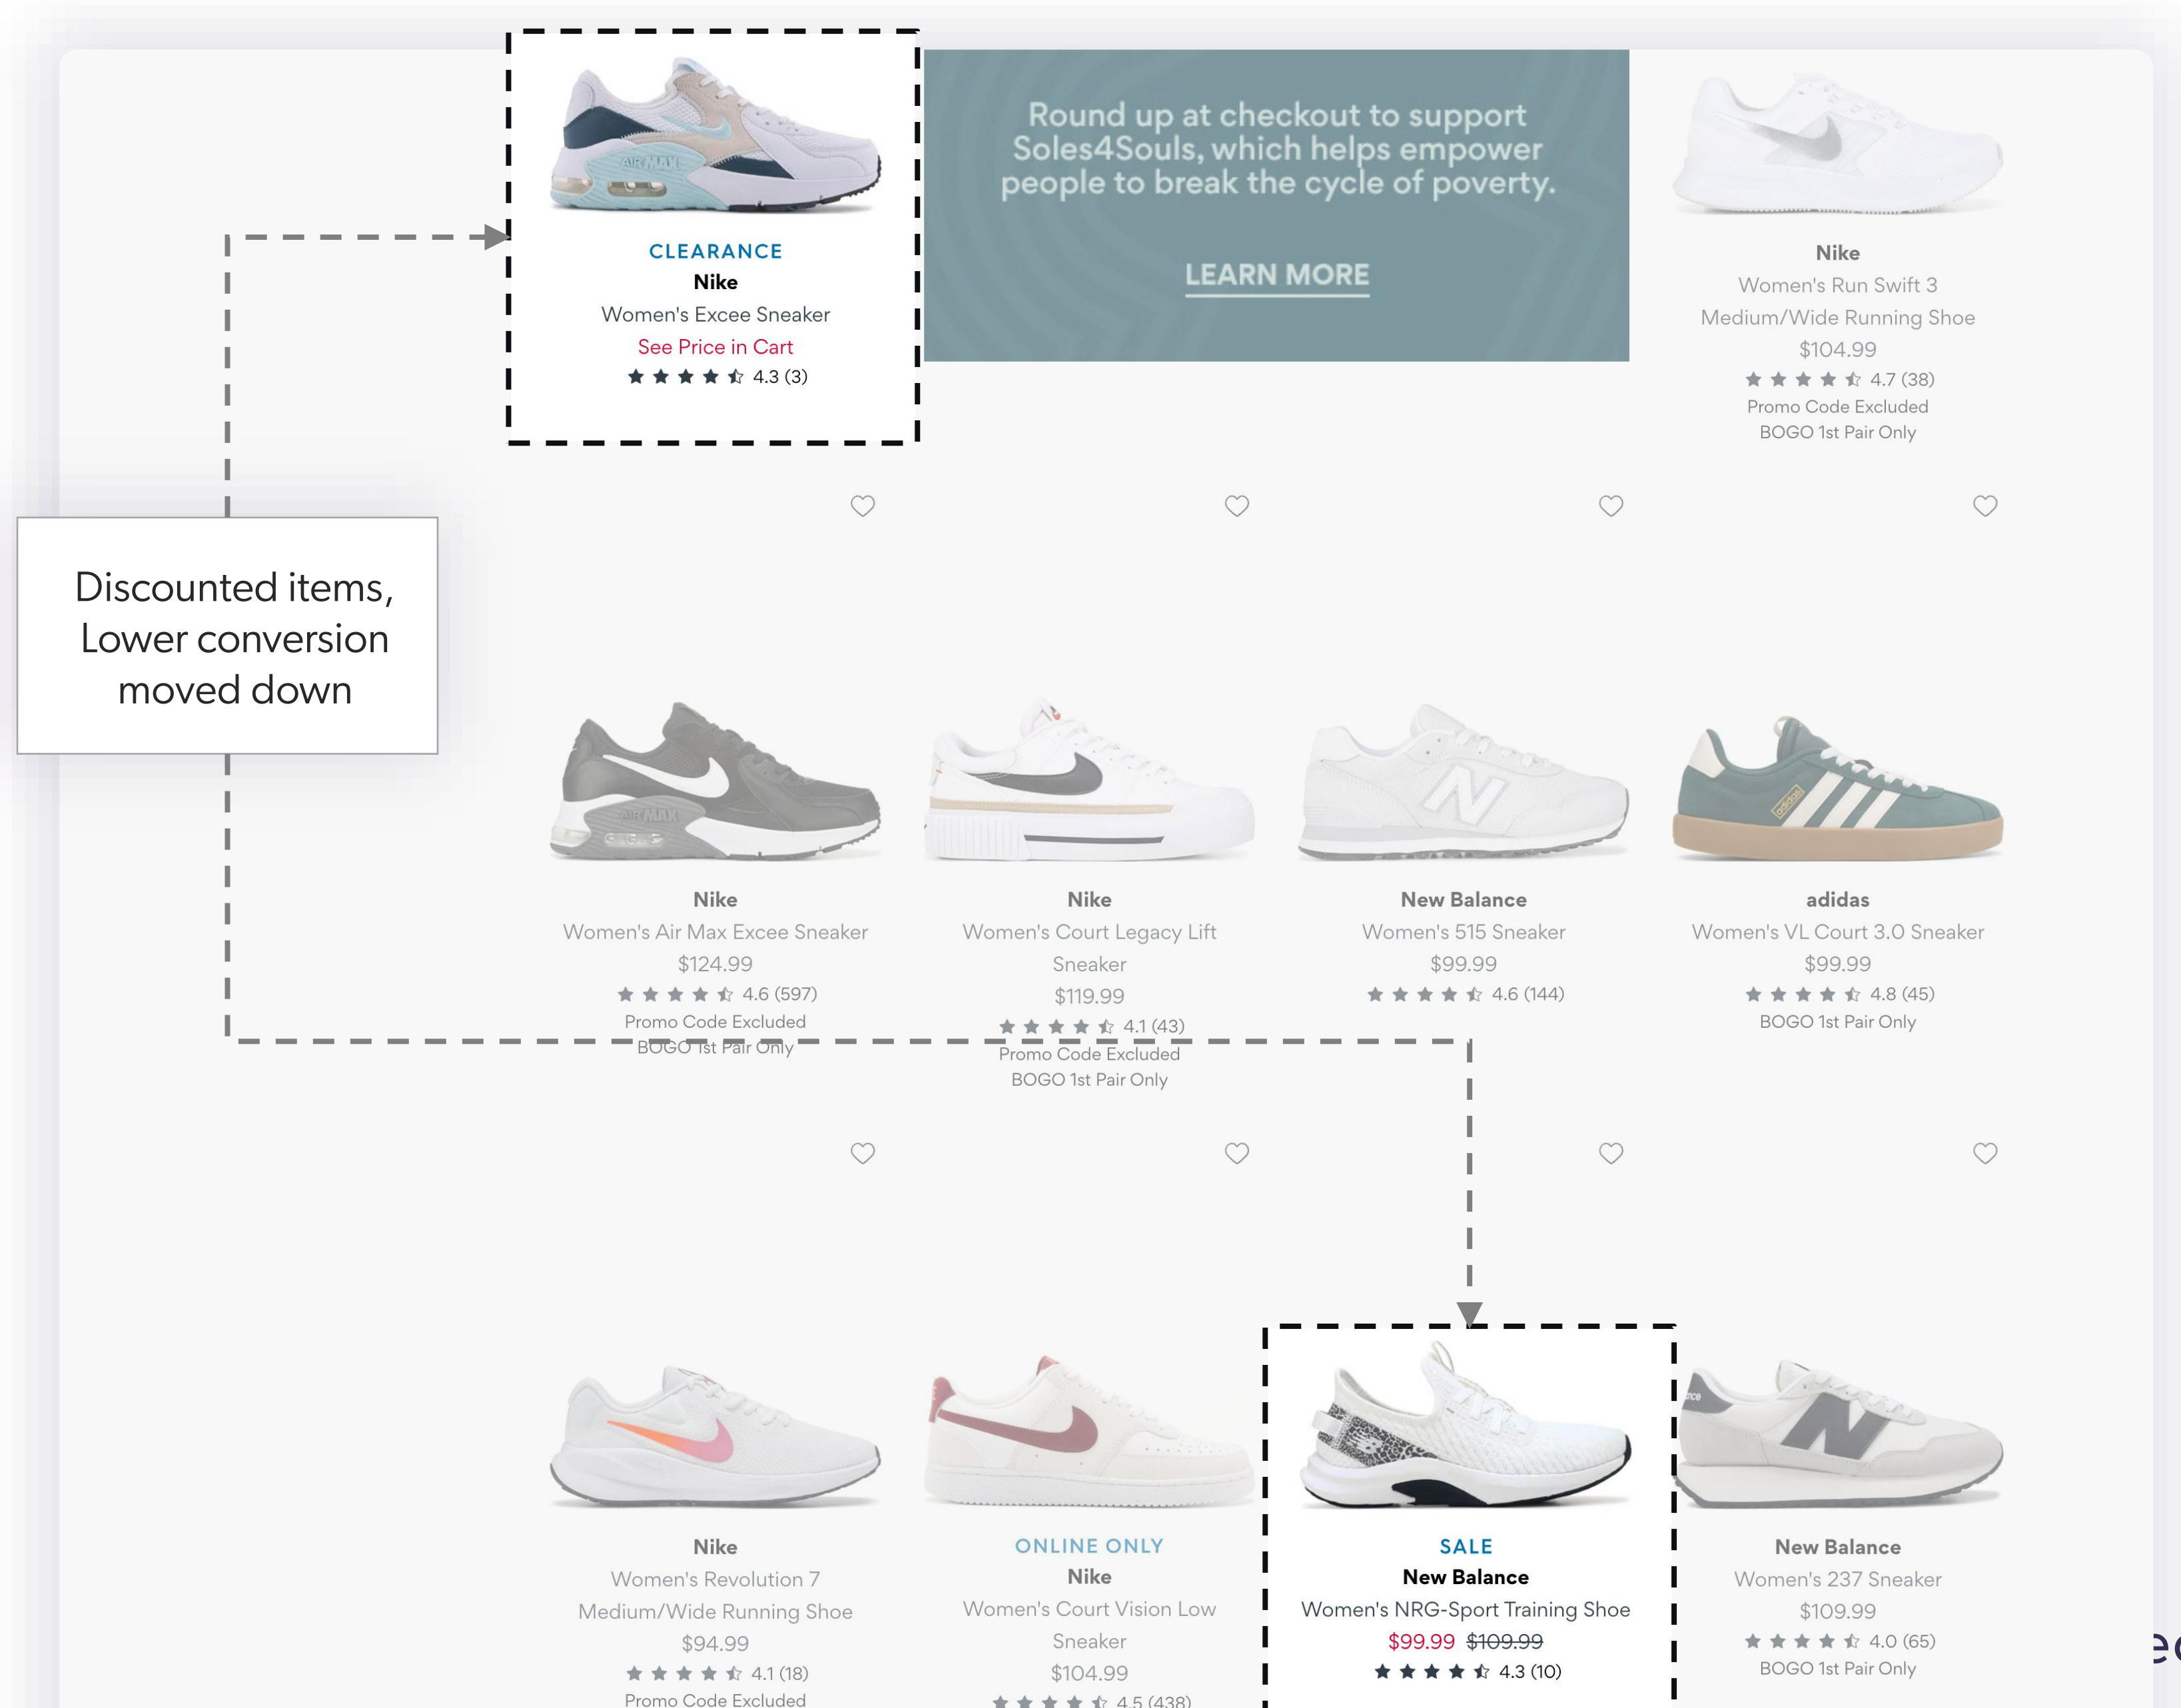 AIR MAX
CLEARANCE
Nike
Women's Excee Sneaker
See Price in Cart
4.3 (3)
Round up at checkout to support
Soles4Souls, which helps empower
people to break the cycle of poverty.
LEARN MORE
Nike
Women's Run Swift 3
Medium/Wide Running Shoe
$104.99
4.7 (38)
Promo Code Excluded
BOGO 1st Pair Only
Discounted items,
Lower conversion
moved down
AIR MAX
Nike
Women's Air Max Excee Sneaker
$124.99
4.6 (597)
Promo Code Excluded
BOGO 1st Pair Only
Nike
Women's Court Legacy Lift
Sneaker
$119.99
4.1 (43)
Promo Code Excluded
BOGO 1st Pair Only
N
New Balance
Women's 515 Sneaker
$99.99
4.6 (144)
adidas
adidas
Women's VL Court 3.0 Sneaker
$99.99
4.8 (45)
BOGO 1st Pair Only
Nike
Women's Revolution 7
Medium/Wide Running Shoe
$94.99
4.1 (18)
Promo Code Excluded
ONLINE ONLY
Nike
Women's Court Vision Low
Sneaker
$104.99
4.5 (438)
SALE
New Balance
Women's NRG-Sport Training Shoe
$99.99 $109.99
4.3 (10)
N
New Balance
Women's 237 Sneaker
$109.99
4.0 (65)
BOGO 1st Pair Only